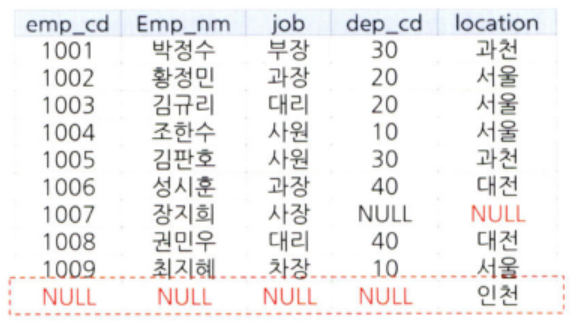 emp_cd Emp_nm job dep_cd location
1001 박정수 부장 30 과천
1002 황정민 과장 20 서울
1003 김규리 대리 20 서울
1004 조한수 사원 10 서울
1005 김판호 사원 30 과천
1006 성시훈 과장 40 대전
1007 장지희 사장 NULL NULL
1008 권민우 대리 40 대전
1009 최지혜 차장 10 서울
NULL NULL NULL NULL 인천